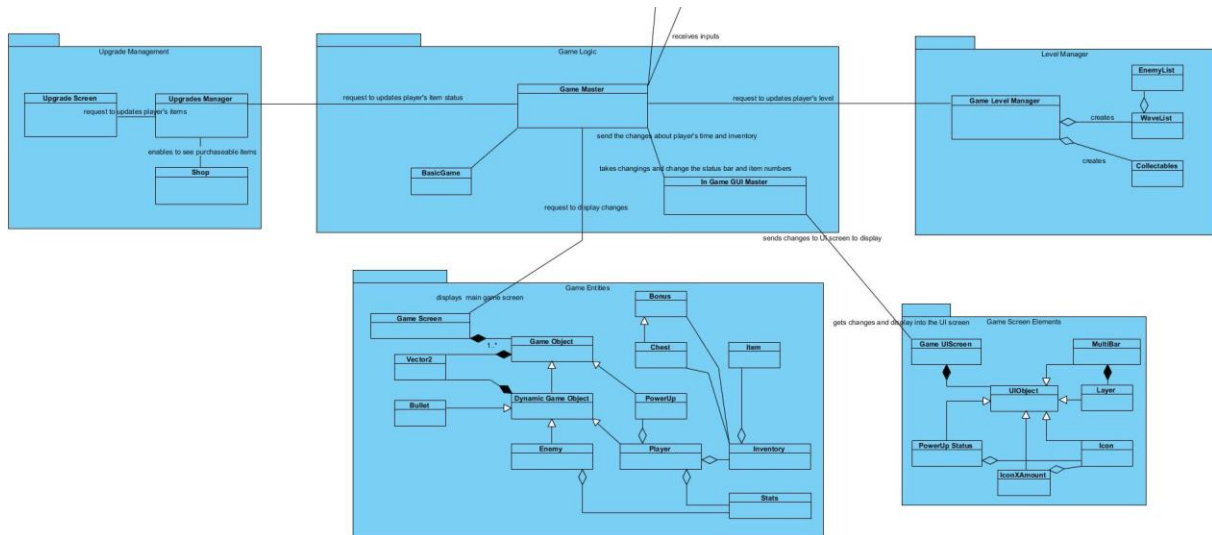 receives inputs
Upgrade Management
Upgrade Screen
Upgrades Manager
request to updates player's items
enables to see purchaseable items
Shop
request to updates player's item status
Game Logic
Game Master
BasicGame
send the changes about player's time and inventory
takes changings and change the status bar and item numbers
In Game GUI Master
request to display changes
request to updates player's level
Level Manager
Game Level Manager
EnemyList
creates
WaveList
creates
Collectables
sends changes to UI screen to display
displays main game screen
Game Entities
Game Screen
1..*
Game Object
Vector2
Bullet
Dynamic Game Object
Enemy
Bonus
Chest
Item
PowerUp
Player
Inventory
Stats
gets changes and display into the UI screen
Game Screen Elements
Game UIScreen
MultiBar
UIObject
Layer
PowerUp Status
Icon
IconXAmount